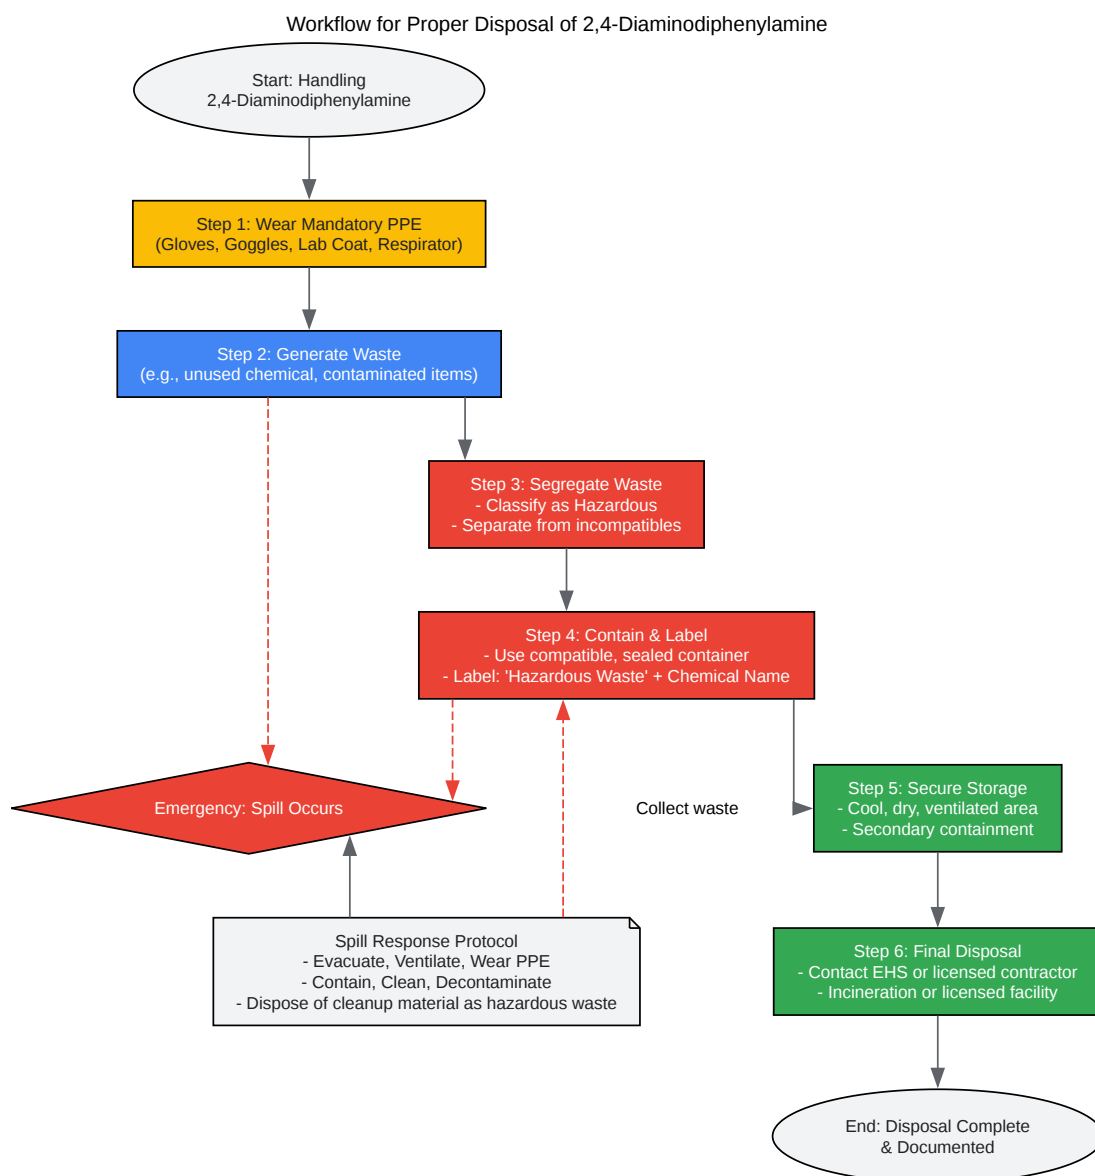 Workflow for Proper Disposal of 2,4-Diaminodiphenylamine
Start: Handling
2,4-Diaminodiphenylamine
Step 1: Wear Mandatory PPE
(Gloves, Goggles, Lab Coat, Respirator)
Step 2: Generate Waste
(e.g., unused chemical, contaminated items)
Step 3: Segregate Waste
- Classify as Hazardous
- Separate from incompatibles
Step 4: Contain & Label
- Use compatible, sealed container
- Label: 'Hazardous Waste' + Chemical Name
Emergency: Spill Occurs
Collect waste
Step 5: Secure Storage
- Cool, dry, ventilated area
- Secondary containment
Spill Response Protocol
- Evacuate, Ventilate, Wear PPE
- Contain, Clean, Decontaminate
- Dispose of cleanup material as hazardous waste
Step 6: Final Disposal
- Contact EHS or licensed contractor
- Incineration or licensed facility
End: Disposal Complete
& Documented